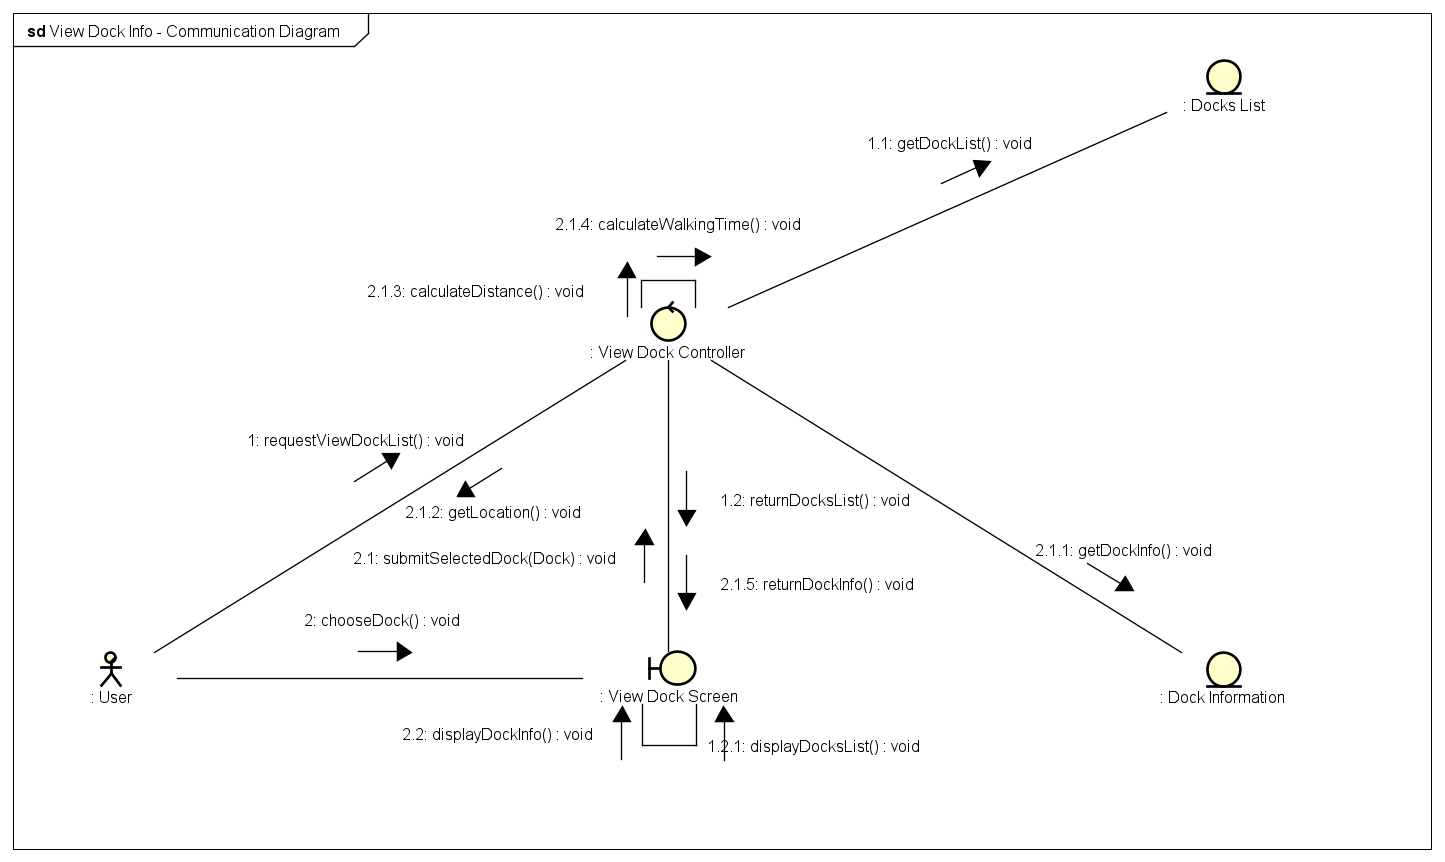 sd View Dock Info - Communication Diagram
: Docks List
1.1: getDockList() : void
2.1.4: calculateWalkingTime() : void
2.1.3: calculateDistance() : void
: View Dock Controller
1: requestViewDockList() : void
1.2: returnDocksList() : void
2.1.2: getLocation() : void
2.1: submitSelectedDock(Dock) : void
2.1.1: getDockInfo() : void
2.1.5: returnDockInfo() : void
2: chooseDock() : void
: User
: View Dock Screen
: Dock Information
2.2: displayDockInfo() : void
1.2.1: displayDocksList() : void